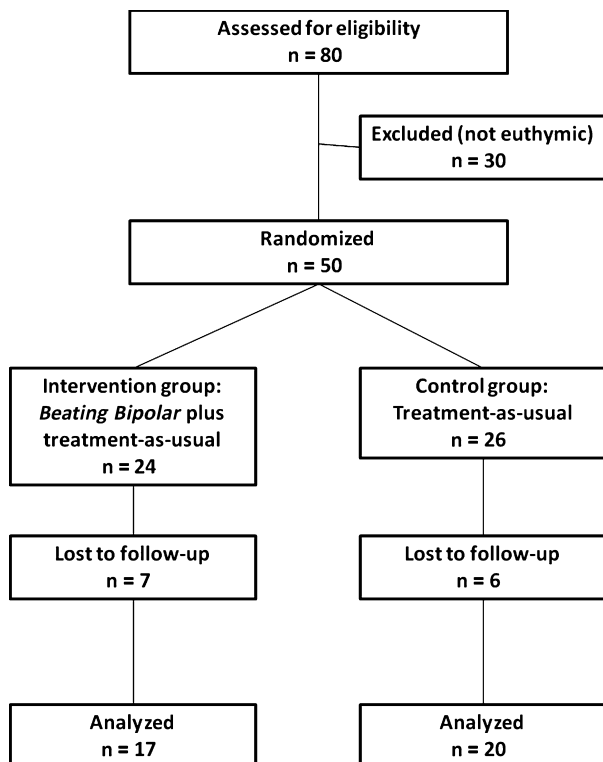 Assessed for eligibility
n = 80
Excluded (not euthymic)
n = 30
Randomized
n = 50
Intervention group:
Beating Bipolar plus
treatment-as-usual
n = 24
Control group:
Treatment-as-usual
n = 26
Lost to follow-up
n = 7
Lost to follow-up
n = 6
Analyzed
n = 17
Analyzed
n = 20